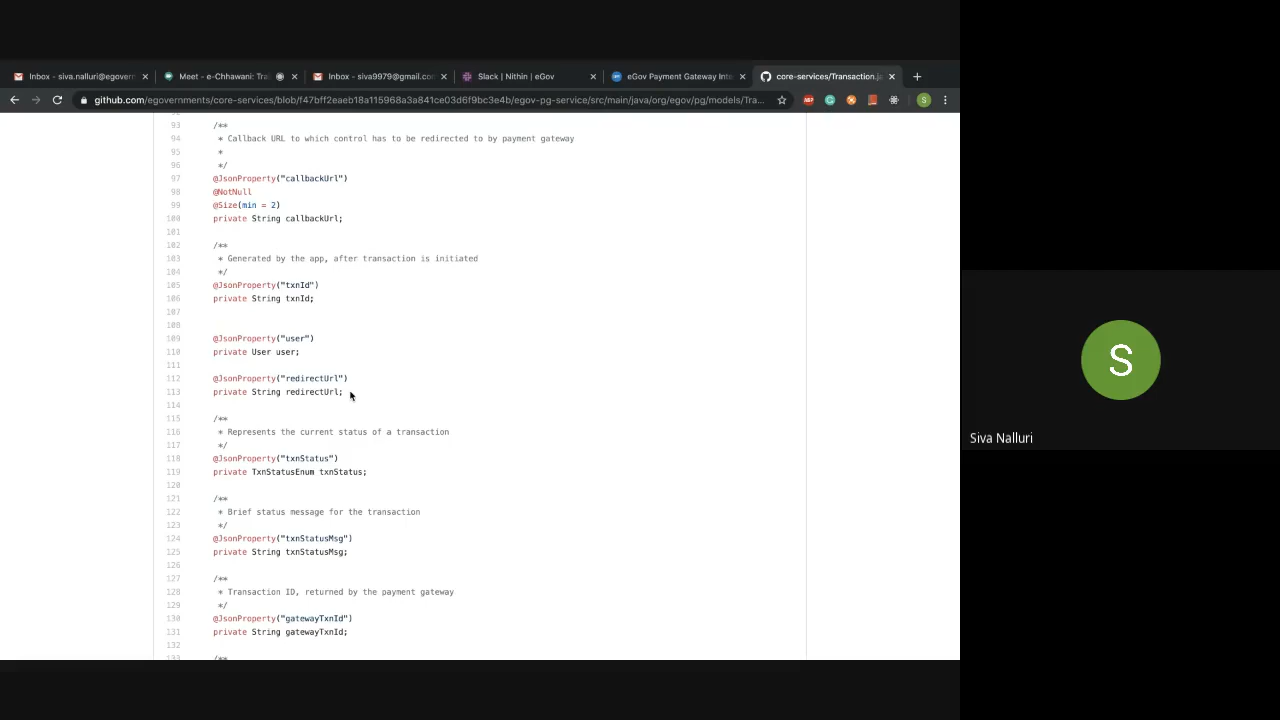 Inbox - siva.nalluri@egovern
Meet - e-Chhawani: Tra
Inbox - siva9979@gmail.co
Slack | Nithin | eGov
eGov Payment Gateway Int
core-services/Transaction.ja
github.com/egovernments/core-services/blob/f47bff2eaeb18a115968a3a841ce03d6f9bc3e4b/egov-pg-service/src/main/java/org/egov/pg/models/Tra...
93 /**
94 * Callback URL to which control has to be redirected to by payment gateway
95 *
96 */
97 @JsonProperty("callbackUrl")
98 @NotNull
99 @Size(min = 2)
100 private String callbackUrl;
101
102 /**
103 * Generated by the app, after transaction is initiated
104 */
105 @JsonProperty("txnId")
106 private String txnId;
107
108
109 @JsonProperty("user")
110 private User user;
111
112 @JsonProperty("redirectUrl")
113 private String redirectUrl;
114
115 /**
116 * Represents the current status of a transaction
117 */
118 @JsonProperty("txnStatus")
119 private TxnStatusEnum txnStatus;
120
121 /**
122 * Brief status message for the transaction
123 */
124 @JsonProperty("txnStatusMsg")
125 private String txnStatusMsg;
126
127 /**
128 * Transaction ID, returned by the payment gateway
129 */
130 @JsonProperty("gatewayTxnId")
131 private String gatewayTxnId;
132
133 /**
S
Siva Nalluri